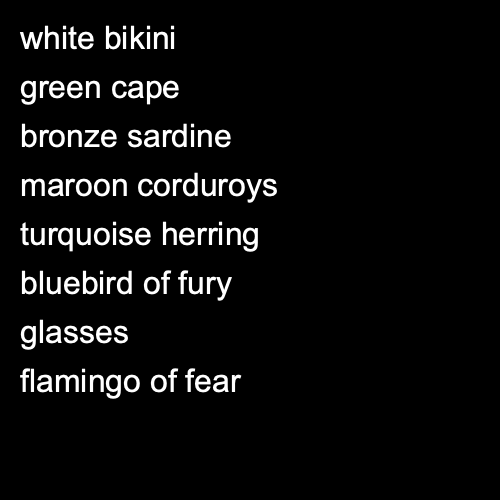 white bikini
green cape
bronze sardine
maroon corduroys
turquoise herring
bluebird of fury
glasses
flamingo of fear